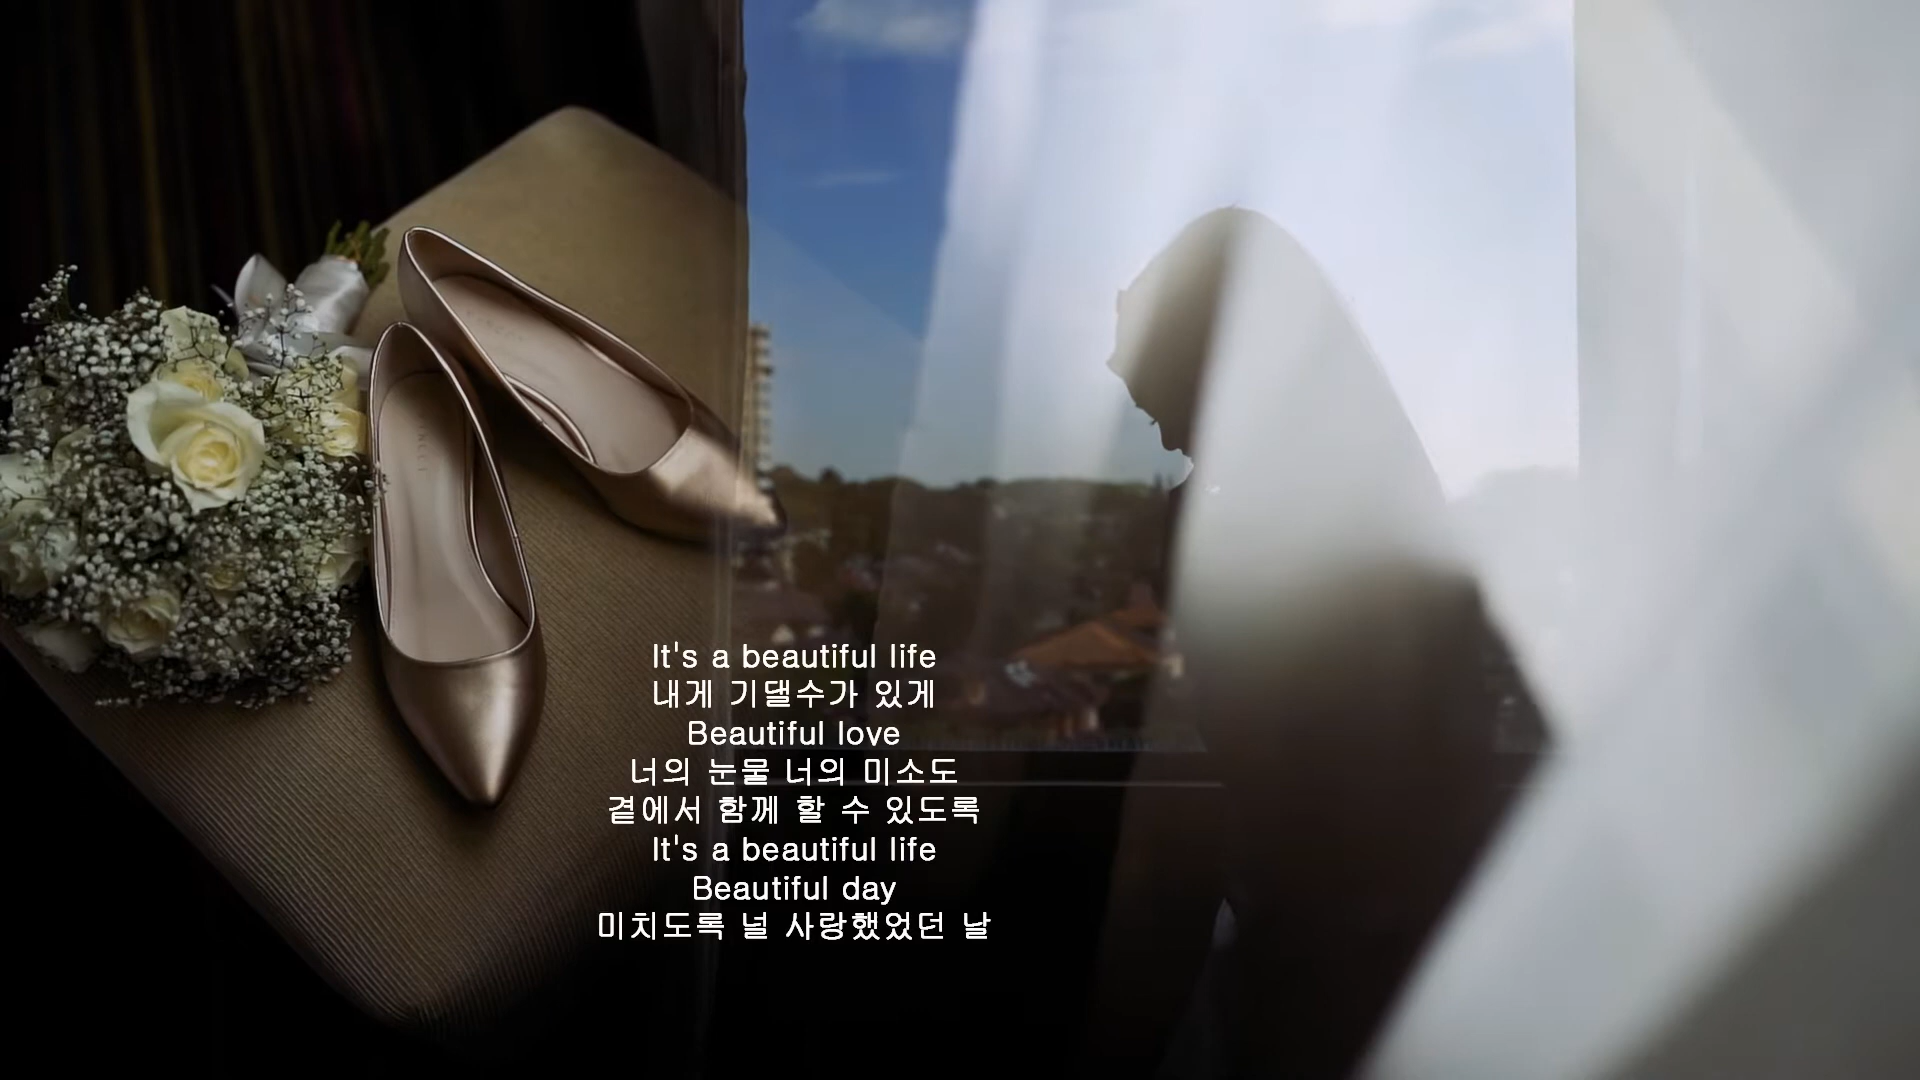 It's a beautiful life
내게 기댈수가 있게
Beautiful love
너의 눈물 너의 미소도
곁에서 함께 할 수 있도록
It's a beautiful life
Beautiful day
미치도록 널 사랑했었던 날